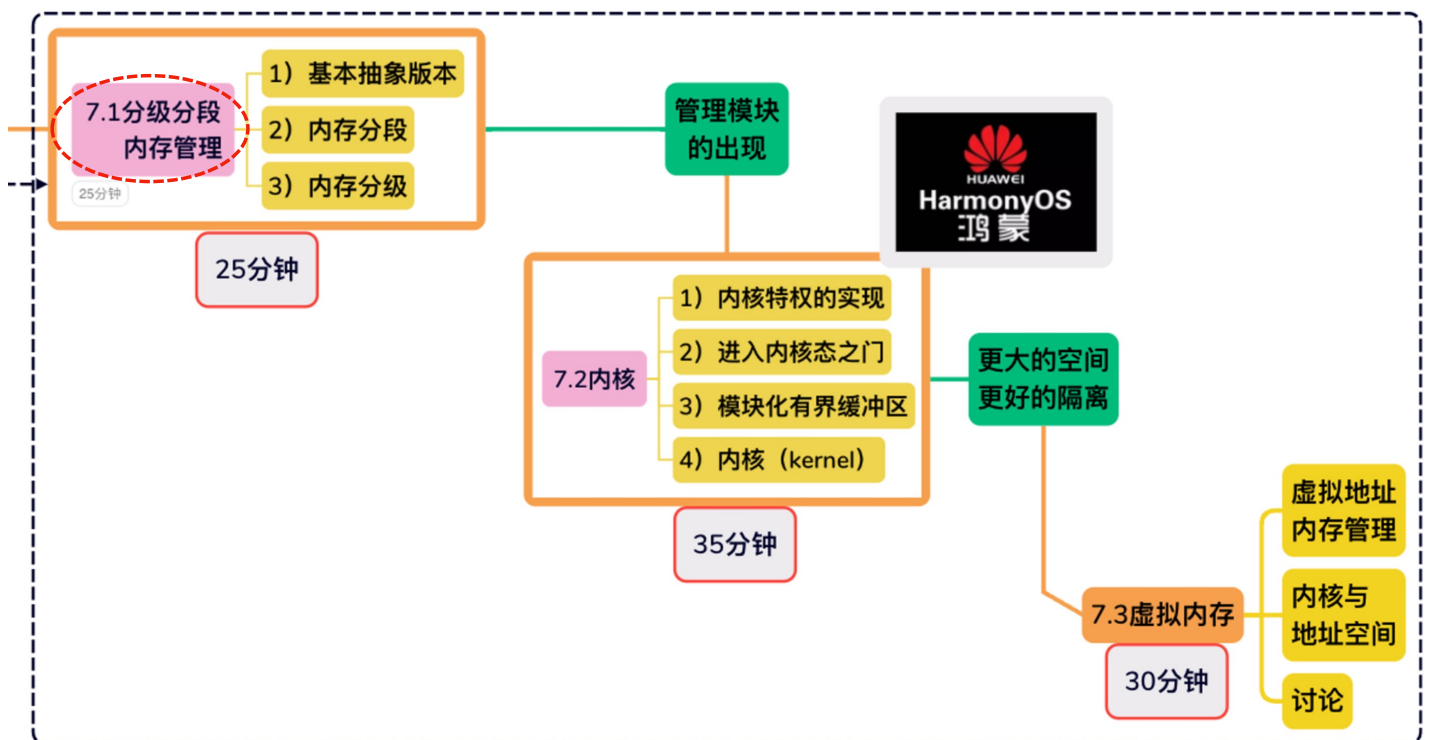 7.1分级分段
内存管理
25分钟
1）基本抽象版本
2）内存分段
3）内存分级
25分钟
管理模块
的出现
HUAWEI
HarmonyOS
鸿蒙
7.2内核
1）内核特权的实现
2）进入内核态之门
3）模块化有界缓冲区
4）内核（kernel）
35分钟
更大的空间
更好的隔离
7.3虚拟内存
30分钟
虚拟地址
内存管理
内核与
地址空间
讨论